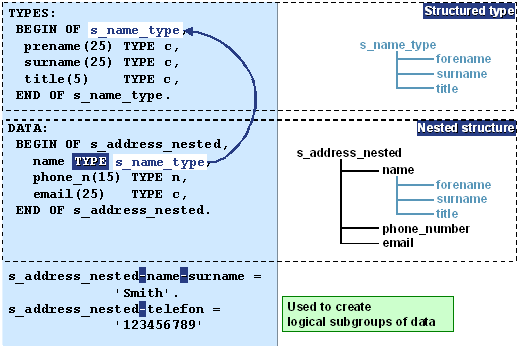 TYPES:
BEGIN OF s_name_type,
prename(25) TYPE c,
surname(25) TYPE c,
title(5) TYPE c,
END OF s_name_type.
Structured type
s_name_type
forename
surname
title
DATA:
BEGIN OF s_address_nested,
name TYPE s_name_type,
phone_n(15) TYPE n,
email(25) TYPE c,
END OF s_address_nested.
Nested structure
s_address_nested
name
forename
surname
title
phone_number
email
s_address_nested-name-surname =
'Smith'.
s_address_nested-telefon =
'123456789'
Used to create
logical subgroups of data